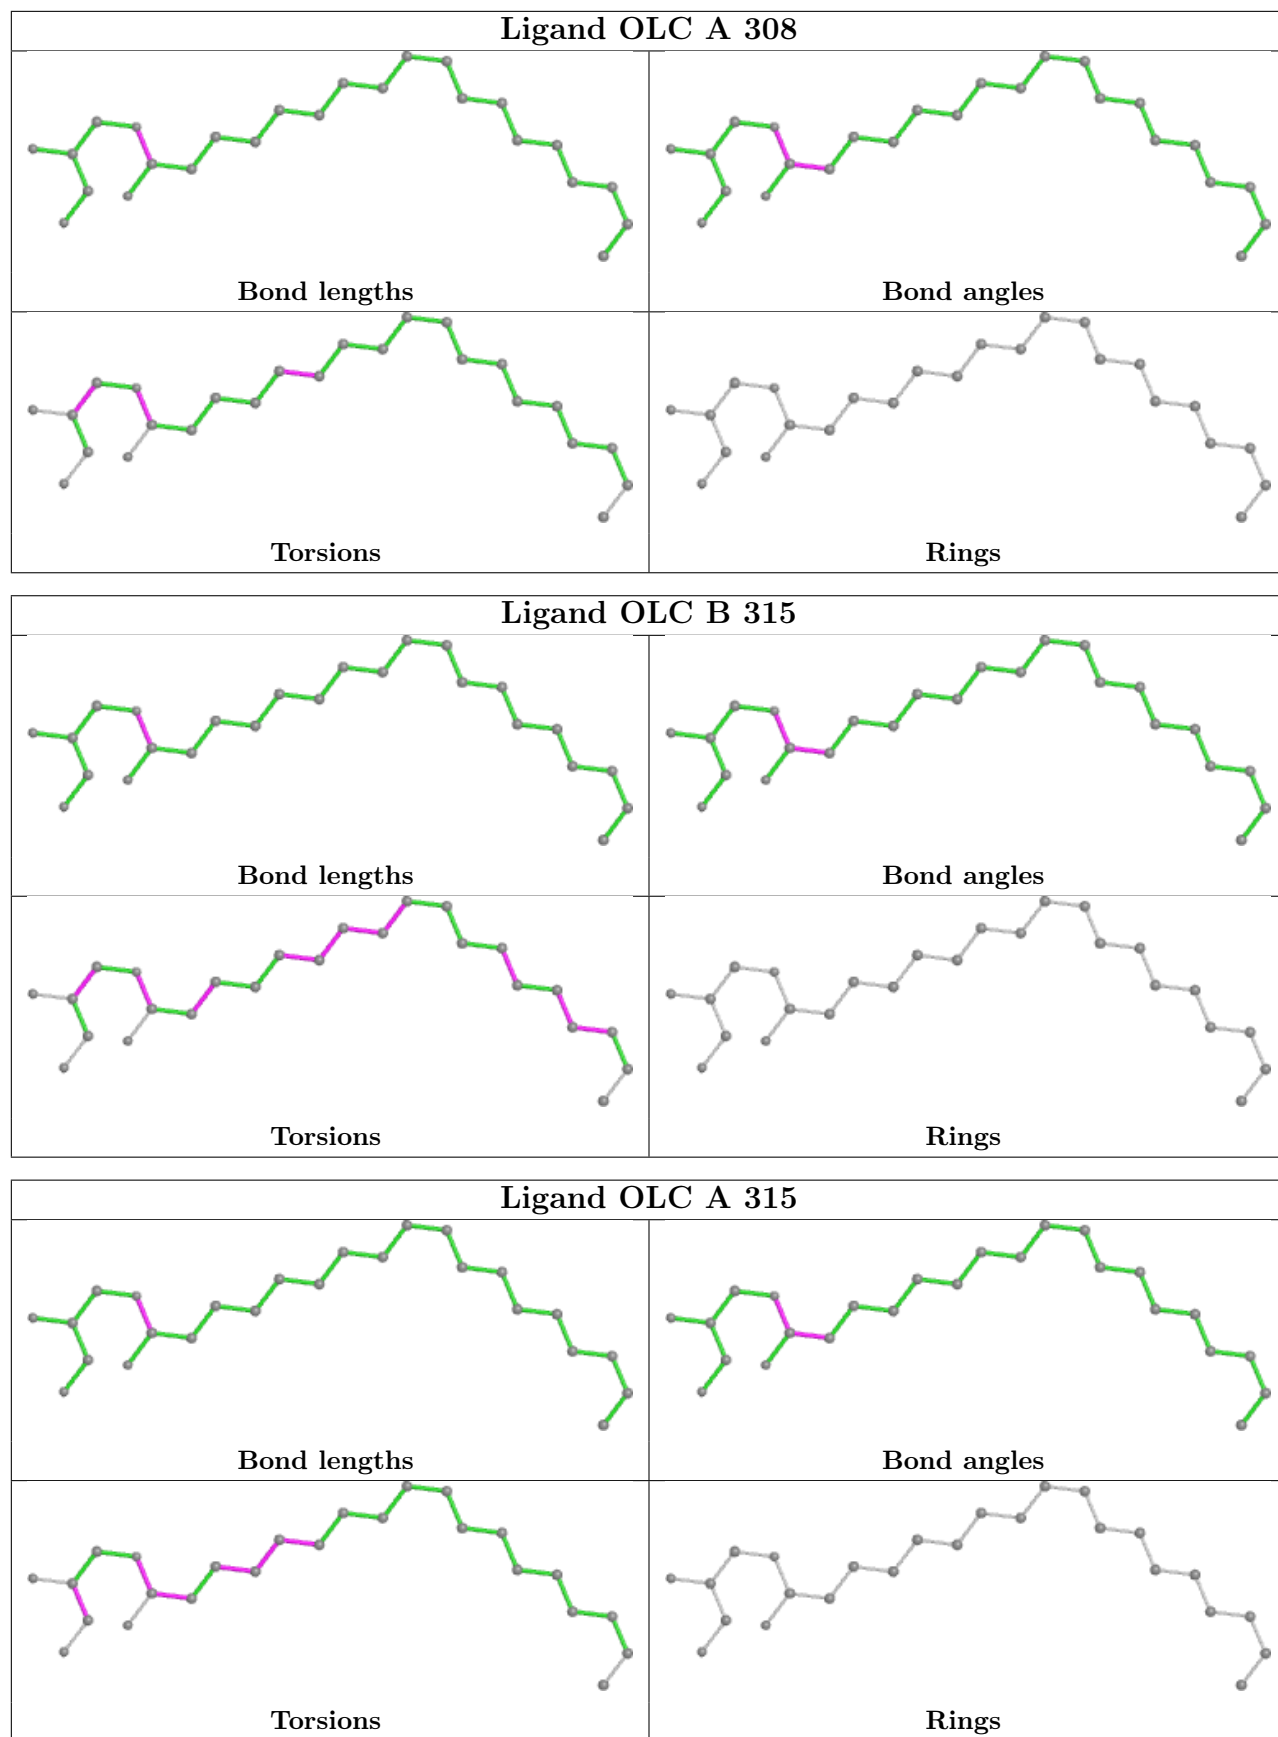 Ligand OLC A 308
Bond lengths
Bond angles
Torsions
Rings
Ligand OLC B 315
Bond lengths
Bond angles
Torsions
Rings
Ligand OLC A 315
Bond lengths
Bond angles
Torsions
Rings